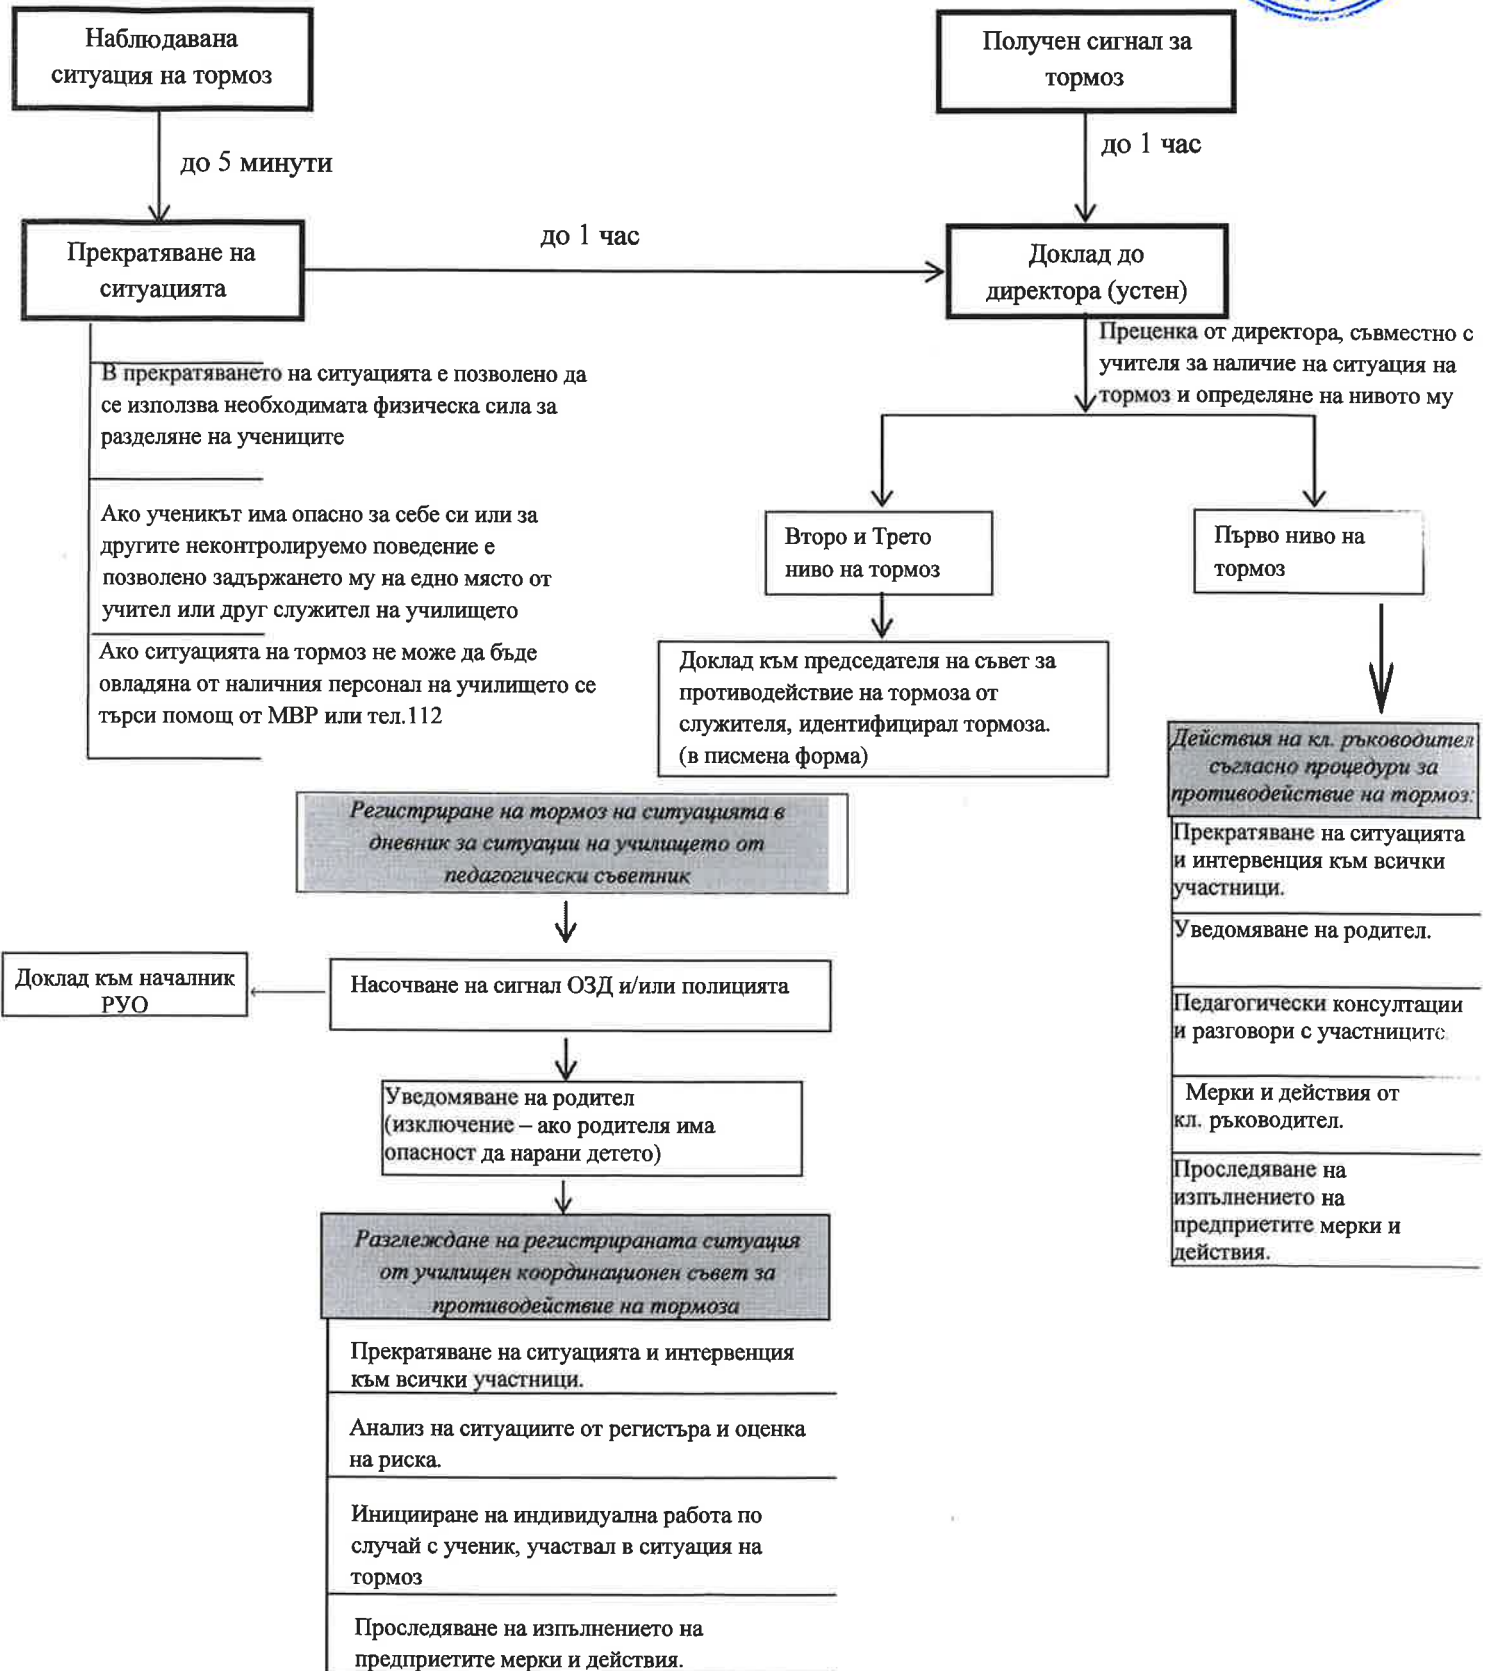 Наблюдавана
ситуация на тормоз
Получен сигнал за
тормоз
до 5 минути
до 1 час
Прекратяване на
ситуацията
до 1 час
Доклад до
директора (устен)
Преценка от директора, съвместно с
учителя за наличие на ситуация на
тормоз и определяне на нивото му
В прекратяването на ситуацията е позволено да
се използва необходимата физическа сила за
разделяне на учениците
Ако ученикът има опасно за себе си или за
другите неконтролируемо поведение е
позволено задържането му на едно място от
учител или друг служител на училището
Ако ситуацията на тормоз не може да бъде
овладяна от наличния персонал на училището се
търси помощ от МВР или тел.112
Второ и Трето
ниво на тормоз
Първо ниво на
тормоз
Доклад към председателя на съвет за
противодействие на тормоза от
служителя, идентифицирал тормоза.
(в писмена форма)
Действия на кл. ръководител
съгласно процедури за
противодействие на тормоз:
Прекратяване на ситуацията
и интервенция към всички
участници.
Уведомяване на родител.
Педагогически консултации
и разговори с участниците
Мерки и действия от
кл. ръководител.
Проследяване на
изпълнението на
предприетите мерки и
действия.
Регистриране на тормоз на ситуацията в
дневник за ситуации на училището от
педагогически съветник
Насочване на сигнал ОЗД и/или полицията
Доклад към началник
РУО
Уведомяване на родител
(изключение – ако родителя има
опасност да нарани детето)
Разглеждане на регистрираната ситуация
от училищен координационен съвет за
противодействие на тормоза
Прекратяване на ситуацията и интервенция
към всички участници.
Анализ на ситуациите от регистъра и оценка
на риска.
Иницииране на индивидуална работа по
случай с ученик, участвал в ситуация на
тормоз
Проследяване на изпълнението на
предприетите мерки и действия.